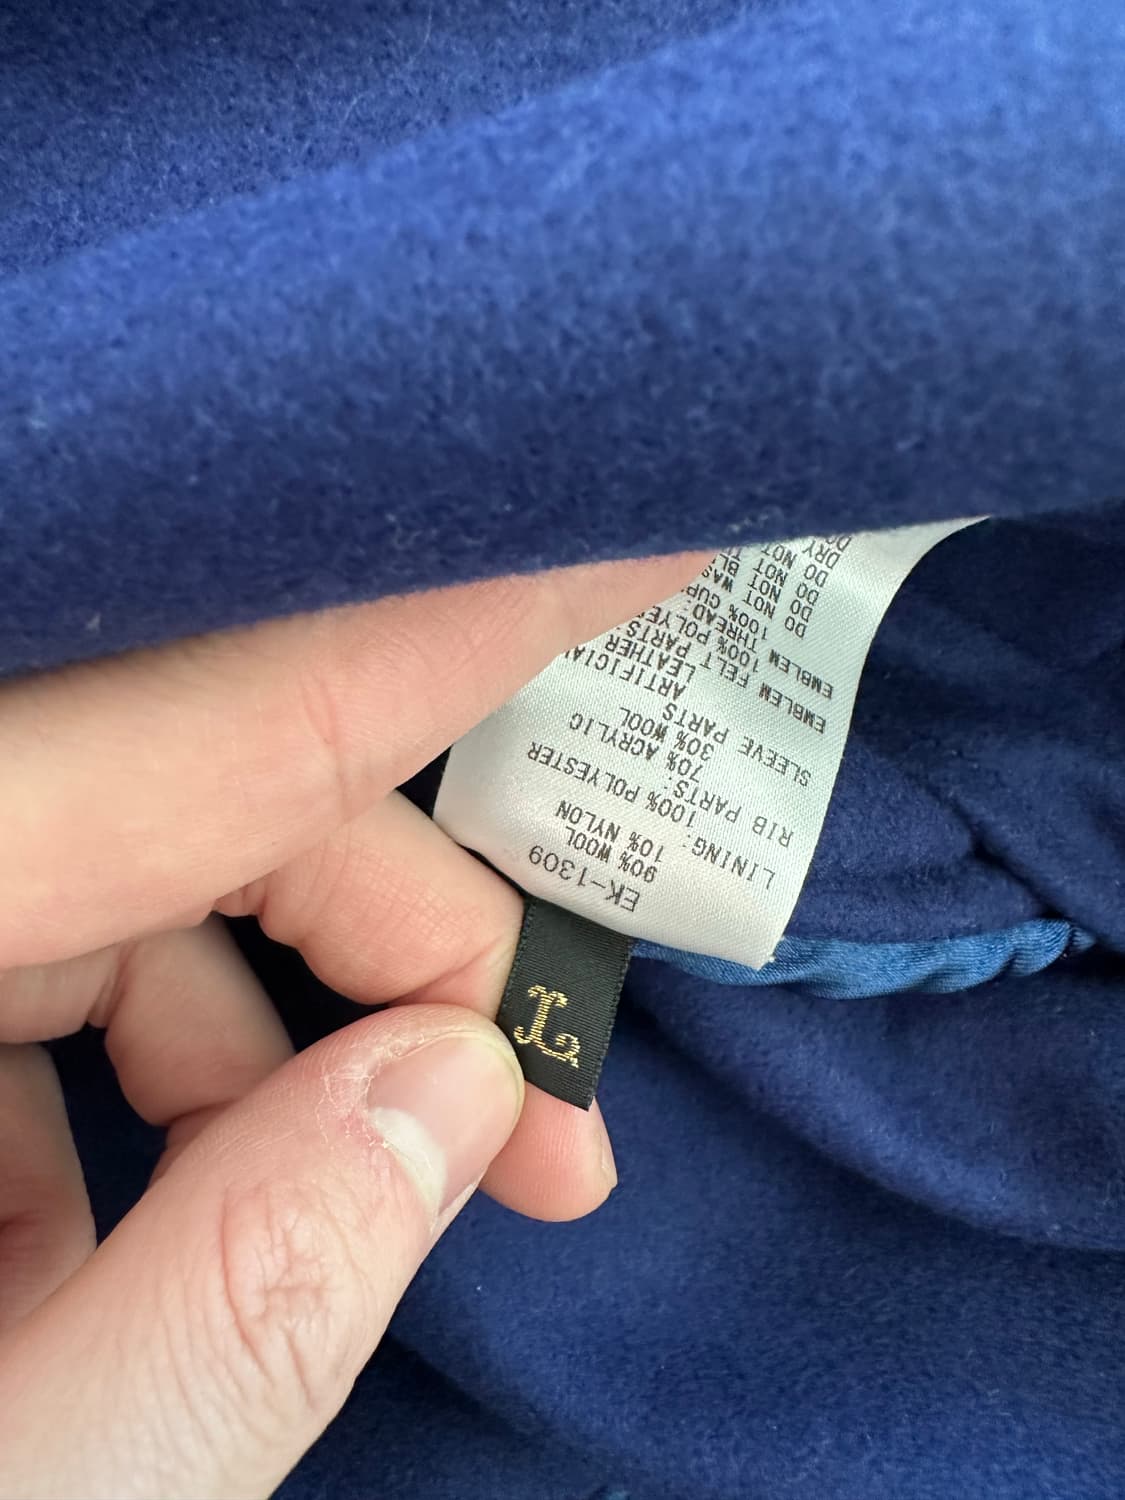 L
EK-1309
90% WOOL
10% NYLON
LINING:
100% POLYESTER
RIB PARTS:
70% ACRYLIC
30% WOOL
SLEEVE PARTS
ARTIFICIAL
LEATHER PARTS:
EMBLEM FELT PARTS
100%
EMBLEM THREAD:
100%
DO NOT
DO NOT
DO NOT
DRY